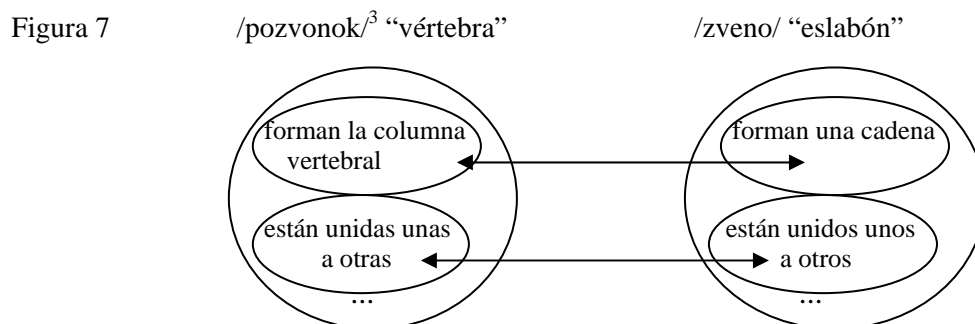 Figura 7 /pozvonok/³ “vértebra” /zveno/ “eslabón”
forman la columna
vertebral
forman una cadena
están unidas unas
a otras
están unidos unos
a otros
...
...